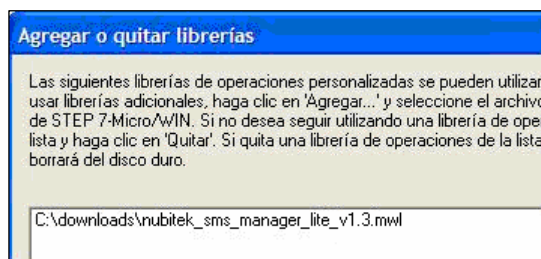 Agregar o quitar librerías
Las siguientes librerías de operaciones personalizadas se pueden utilizar
usar librerías adicionales, haga clic en 'Agregar...' y seleccione el archivo
de STEP 7-Micro/WIN. Si no desea seguir utilizando una librería de ope
lista y haga clic en 'Quitar'. Si quita una librería de operaciones de la lista
borrará del disco duro.
C:\downloads\nubitek_sms_manager_lite_v1.3.mwl